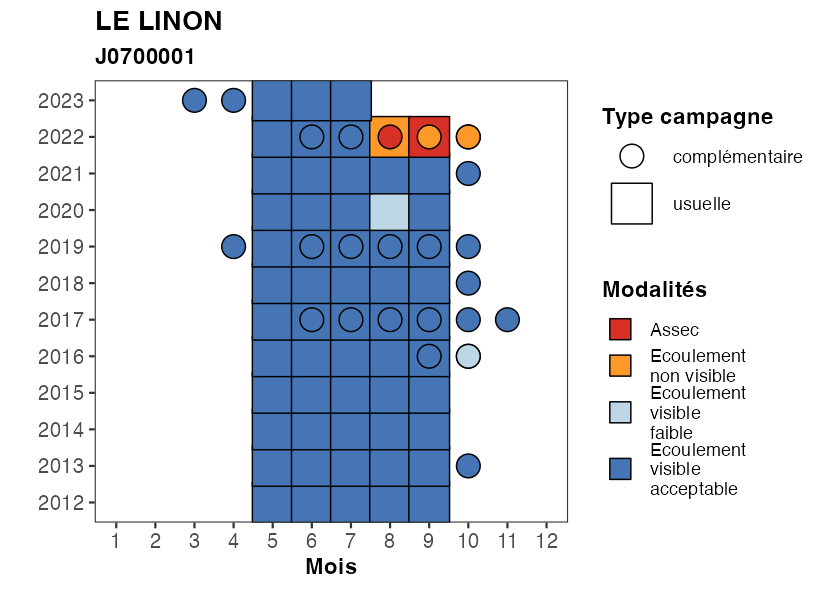 LE LINON
J0700001
2023
2022
2021
2020
2019
2018
2017
2016
2015
2014
2013
2012
1 2 3 4 5 6 7 8 9 10 11 12
Mois
Type campagne
complémentaire
usuelle
Modalités
Assec
Ecoulement
non visible
Ecoulement
visible
faible
Ecoulement
visible
acceptable